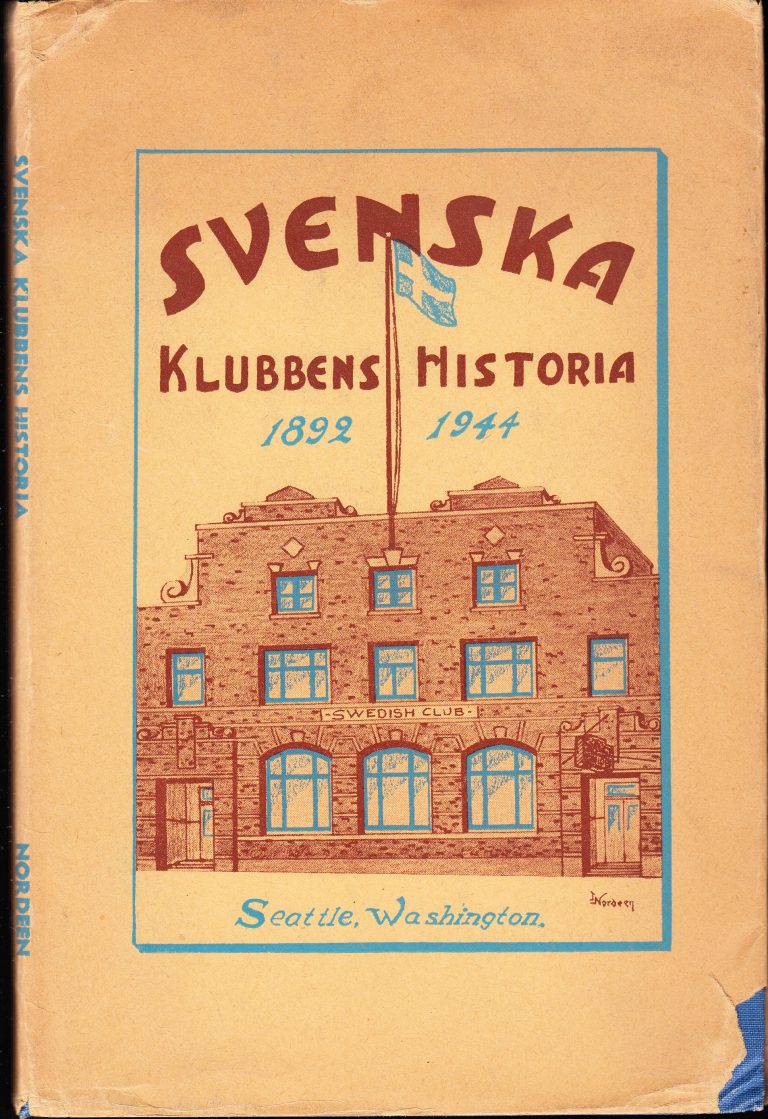 SVENSKA KLUBBENS HISTORIA
NORDEEN
SVENSKA
KLUBBENS HISTORIA
1892 1944
-SWEDISH CLUB-
Nordeen
Seattle, Washington.